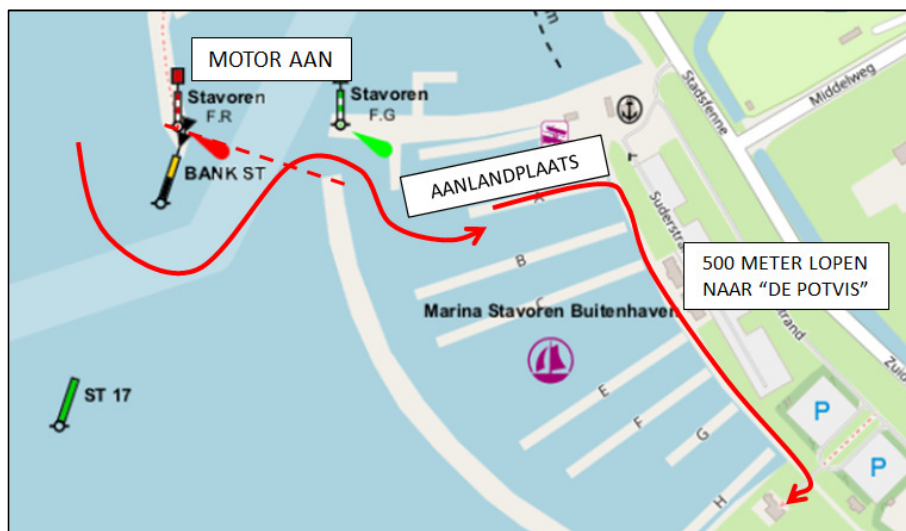 MOTOR AAN
Stavoren
F.R
Stavoren
F.G
BANK ST
AANLANDPLAATS
A
B
C
Marina Stavoren Buitenhaven
E
F
G
H
ST 17
Stadsfenne
Middelweg
Suderstrand
500 METER LOPEN
NAAR “DE POTVIS”
P
P